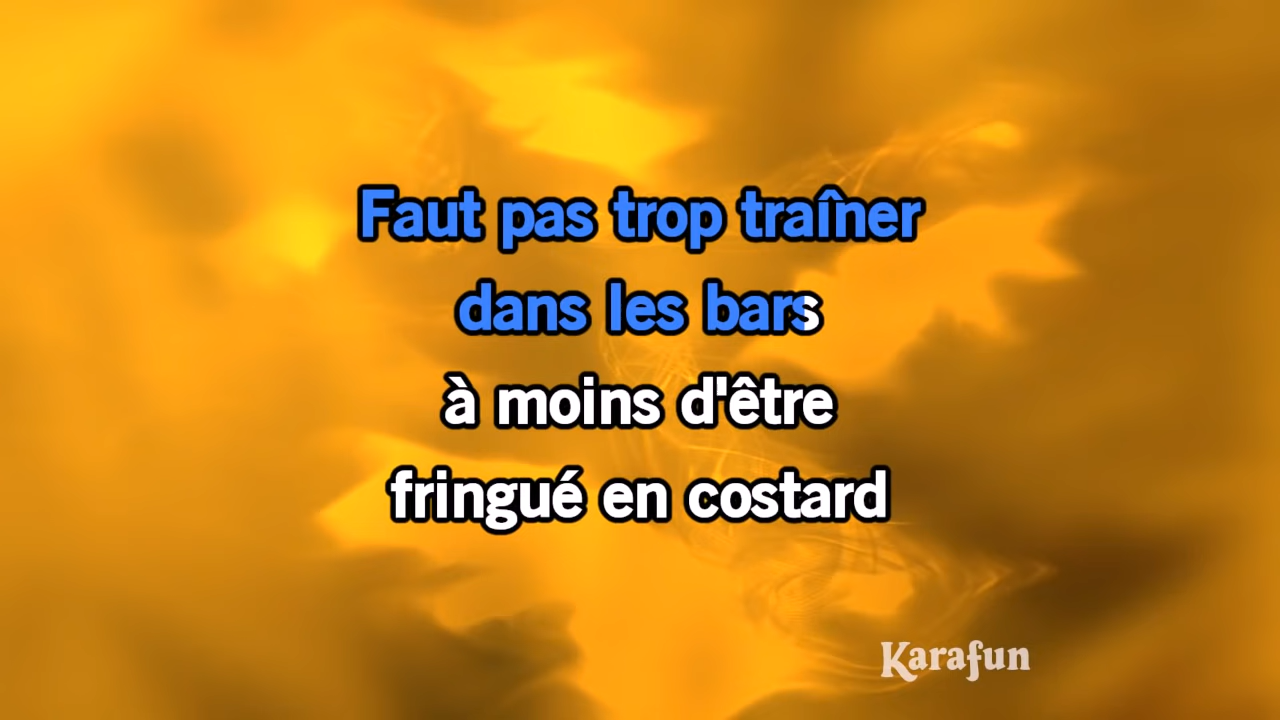 Faut pas trop traîner
dans les bars
à moins d'être
fringué en costard
Karafun